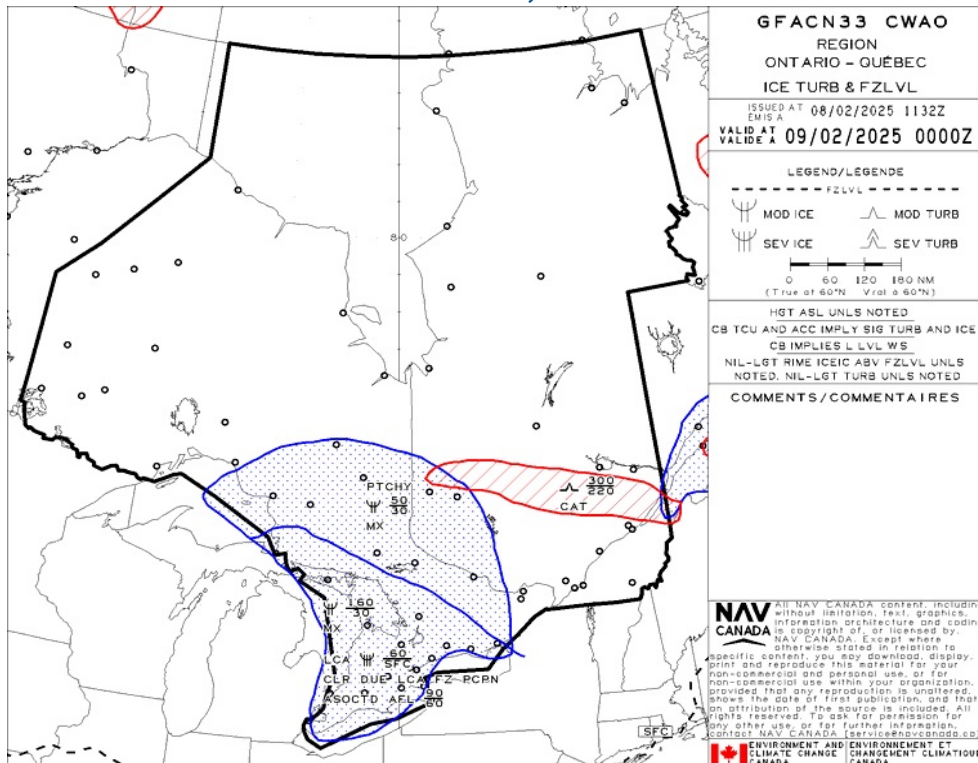 80
PTCHY
50
30
MX
300
220
CAT
160
30
MX
LCA
60
SFC
CLR DUE LCA FZ PCPN
ASOCTD AFL
90
60
SFC
GFACN33 CWAO
REGION
ONTARIO - QUÉBEC
ICE TURB & FZLVL
ISSUED AT
ÉMIS A
08/02/2025 1132Z
VALID AT
VALIDE A
09/02/2025 0000Z
LEGEND/LÉGENDE
FZLVL
MOD ICE
MOD TURB
SEV ICE
SEV TURB
0 60 120 180 NM
(True at 60°N Vrai à 60°N)
HGT ASL UNLS NOTED
CB TCU AND ACC IMPLY SIG TURB AND ICE
CB IMPLIES L LVL WS
NIL-LGT RIME ICEIC ABV FZLVL UNLS
NOTED. NIL-LGT TURB UNLS NOTED
COMMENTS/COMMENTAIRES
NAV
CANADA
All NAV CANADA content, including
without limitation, text, graphics,
information architecture and coding
is copyright of, or licensed by,
NAV CANADA. Except where
otherwise stated in relation to
specific content, you may download, display,
print and reproduce this material for your
non-commercial and personal use, or for
non-commercial use within your organization,
provided that any reproduction is unaltered,
shows the date of first publication, and that
an attribution of the source is included. All
rights reserved. To ask for permission for
any other use, or for further information,
contact NAV CANADA [service@navcanada.ca]
ENVIRONMENT AND
CLIMATE CHANGE
CANADA
ENVIRONNEMENT ET
CHANGEMENT CLIMATIQUE
CANADA